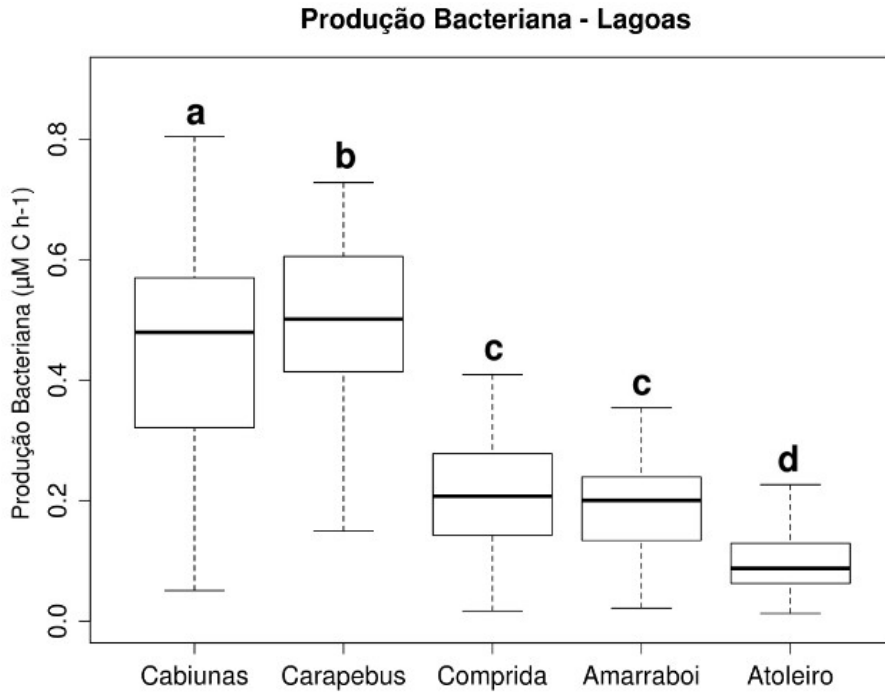 Produção Bacteriana - Lagoas
Produção Bacteriana (µM C h-1)
0.8
0.6
0.4
0.2
0.0
a
b
c
c
d
Cabiunas Carapebus Comprida Amarraboi Atoleiro